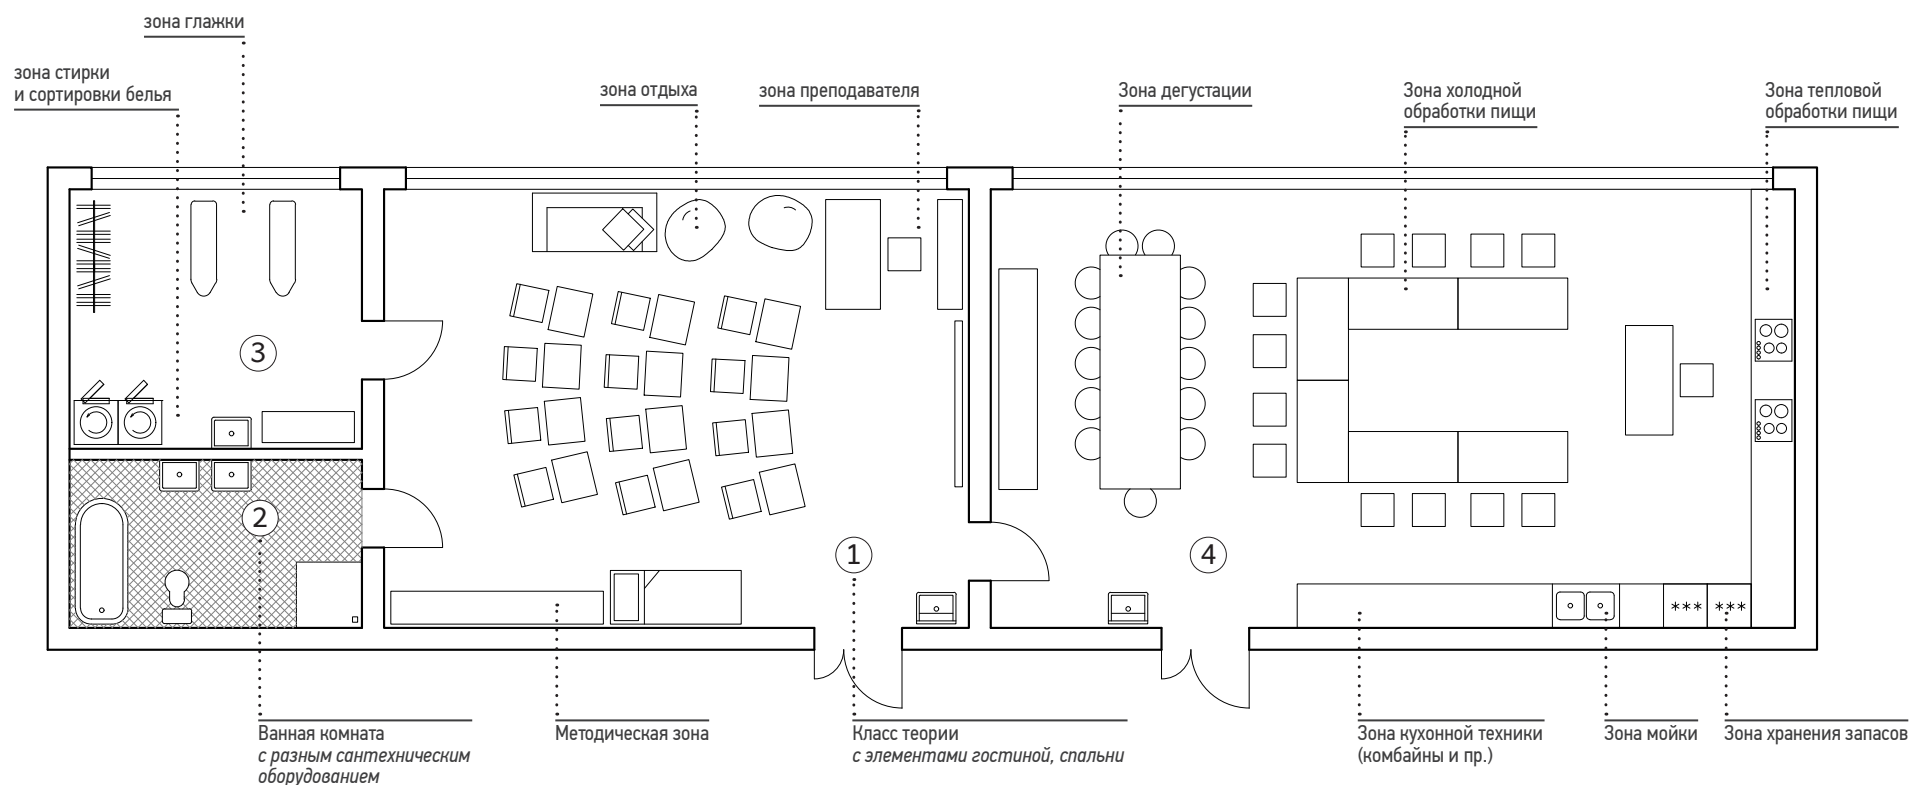 зона глажки
зона стирки
и сортировки белья
зона отдыха
зона преподавателя
Зона дегустации
Зона холодной
обработки пищи
Зона тепловой
обработки пищи
3
2
1
4
***
***
Ванная комната
с разным сантехническим
оборудованием
Методическая зона
Класс теории
с элементами гостиной, спальни
Зона кухонной техники
(комбайны и пр.)
Зона мойки
Зона хранения запасов